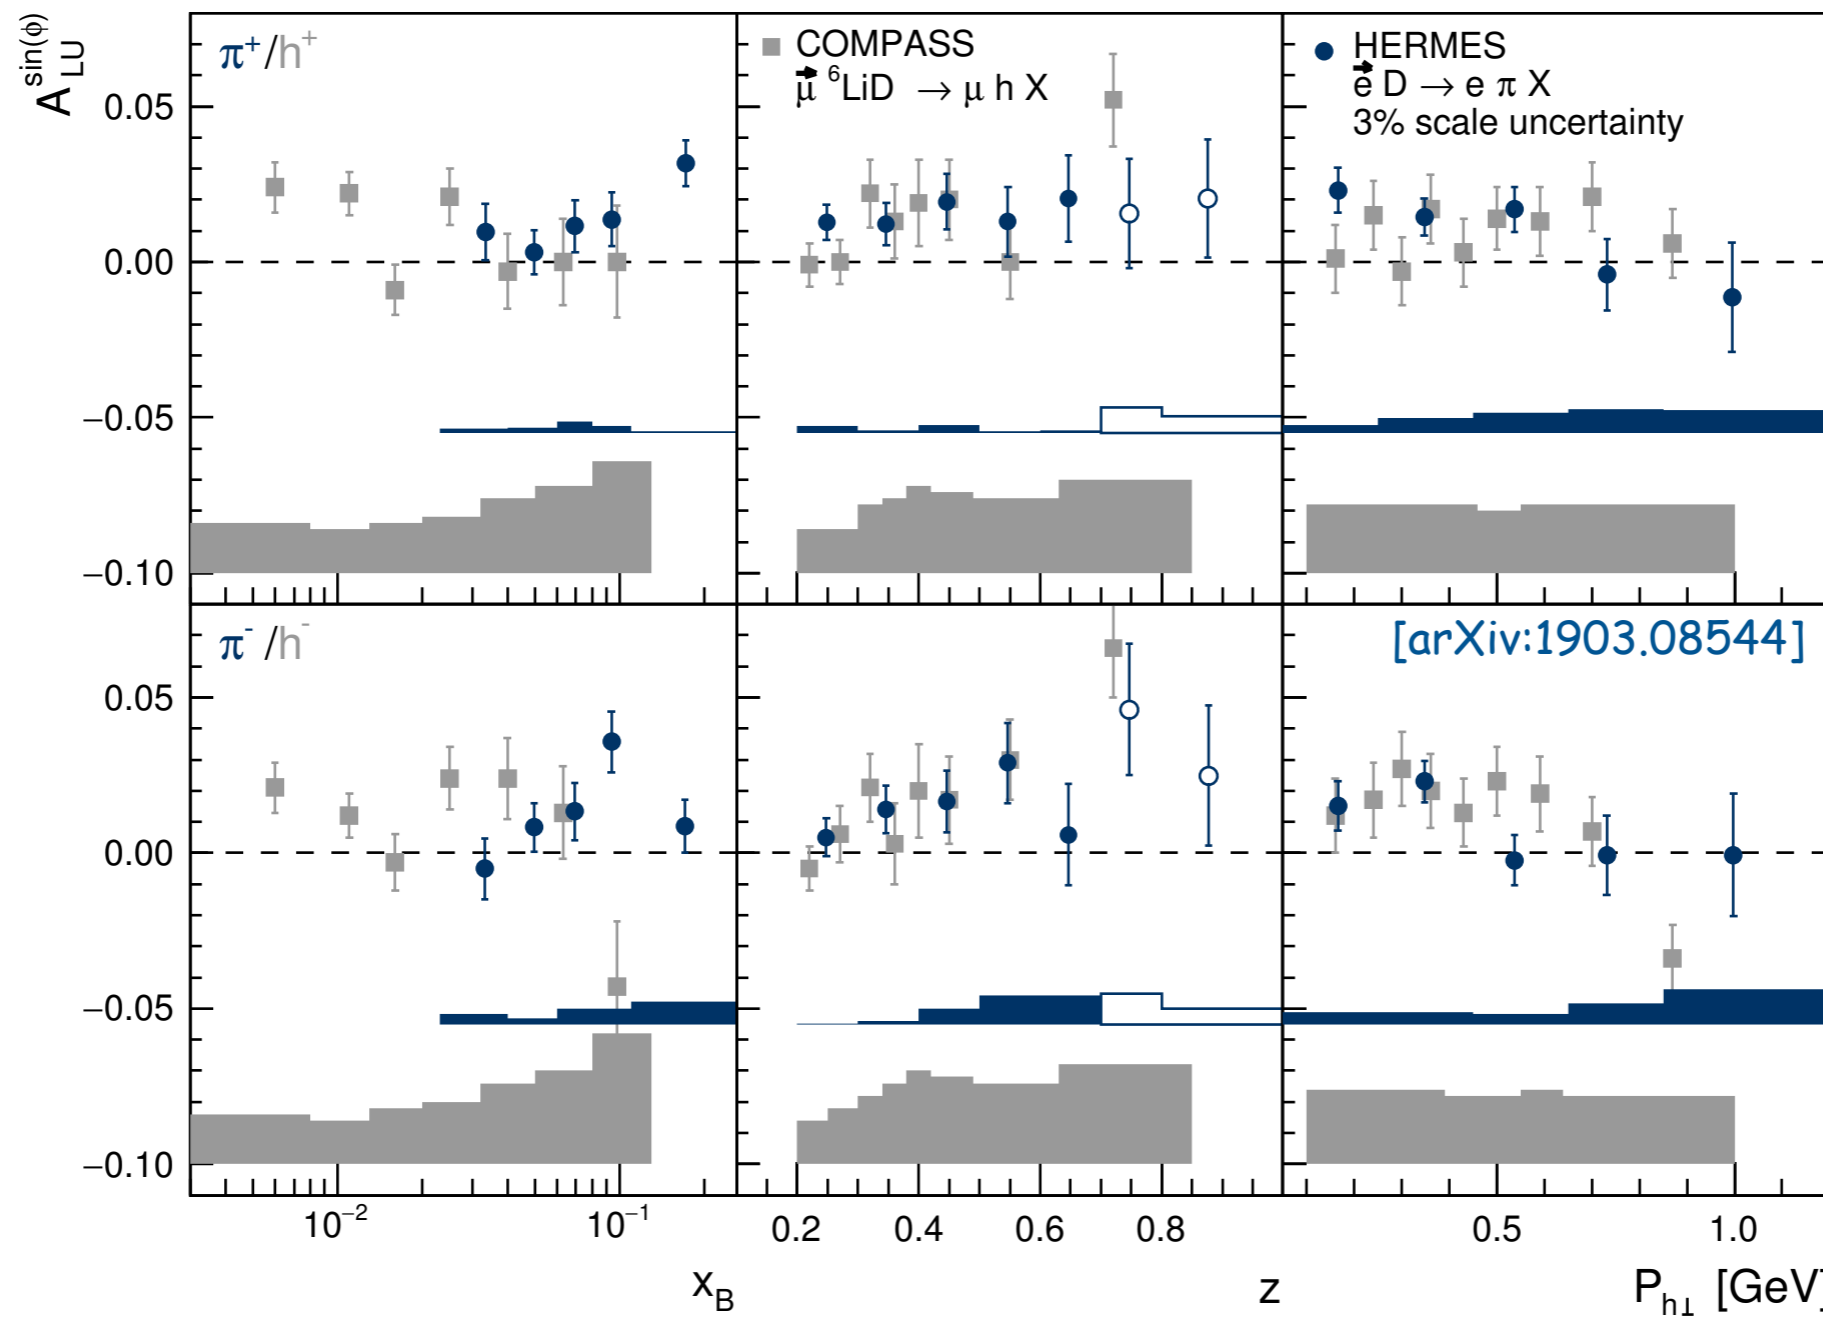 A_LU^sin(ϕ)
π⁺/h⁺
COMPASS
μ⃗ ⁶LiD → μ h X
HERMES
e⃗ D → e π X
3% scale uncertainty
0.05
0.00
−0.05
−0.10
π⁻/h⁻
[arXiv:1903.08544]
0.05
0.00
−0.05
−0.10
10⁻² 10⁻¹ 0.2 0.4 0.6 0.8 0.5 1.0
x_B z P_h⊥ [GeV]